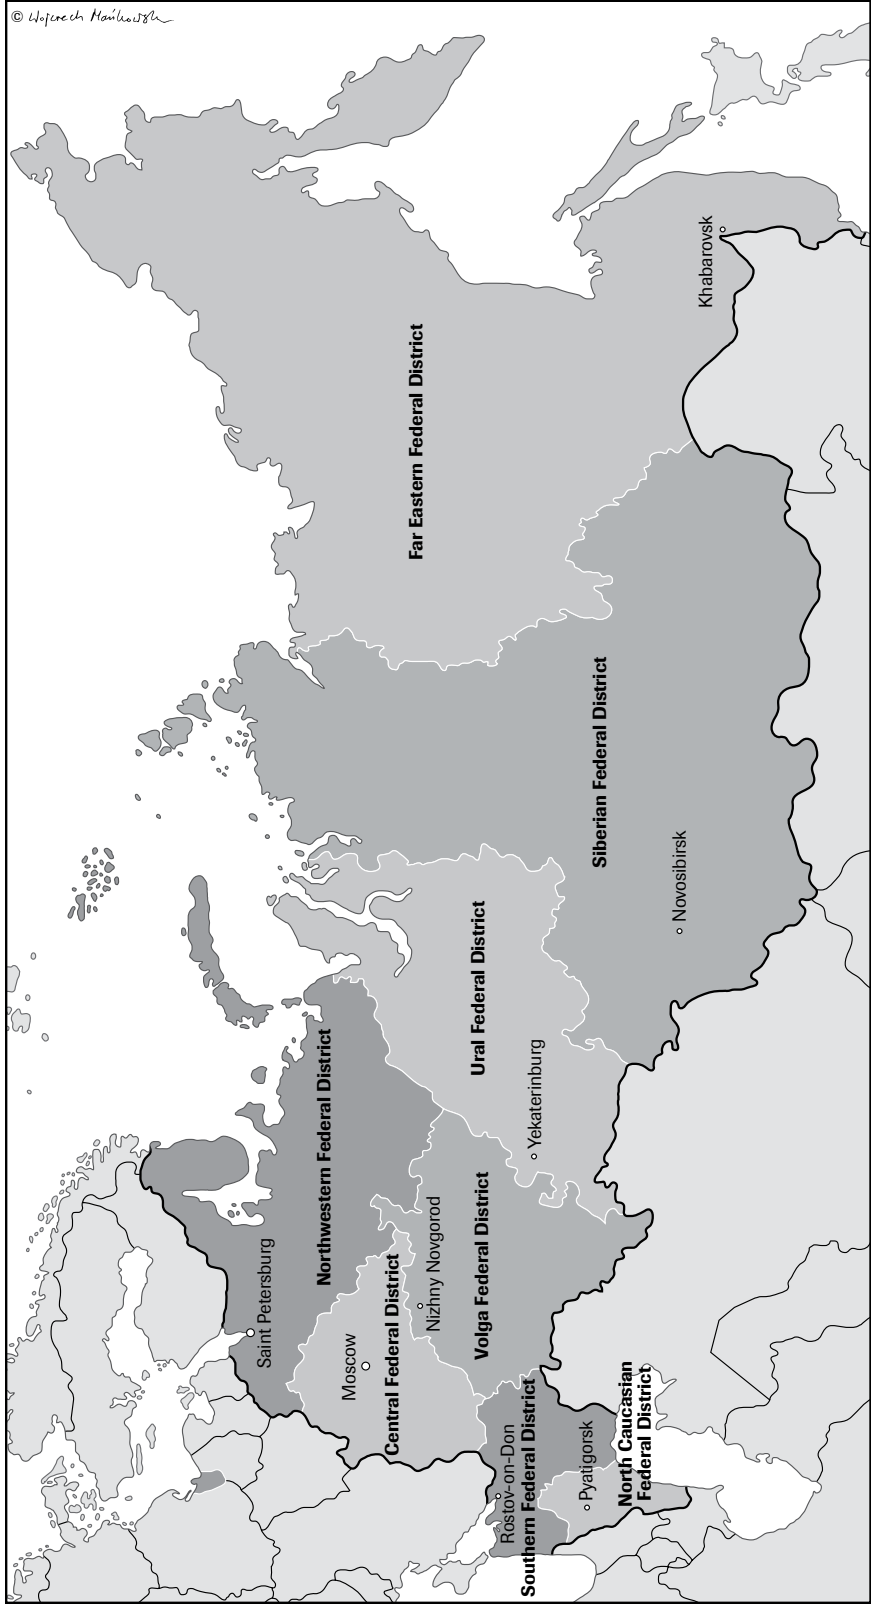 © Wojciech Mańkowski
Far Eastern Federal District
Khabarovsk
Siberian Federal District
Novosibirsk
Ural Federal District
Yekaterinburg
Northwestern Federal District
Saint Petersburg
Volga Federal District
Nizhny Novgorod
Central Federal District
Moscow
Southern Federal District
Rostov-on-Don
North Caucasian
Federal District
Pyatigorsk